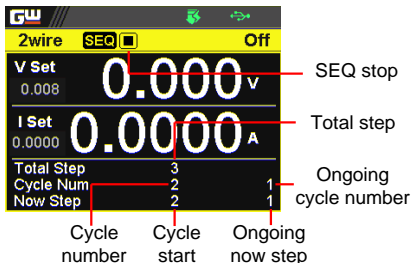 GW
2wire SEQ Off
V Set
0.008
0.000 V
SEQ stop
I Set
0.0000
0.0000 A
Total step
Total Step 3
Cycle Num 2 1
Now Step 2 1
Ongoing
cycle number
Cycle
number
Cycle
start
Ongoing
now step